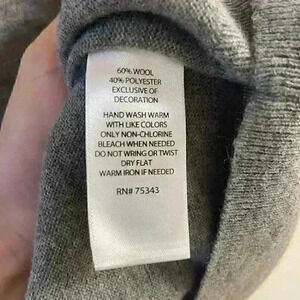 60% WOOL
40% POLYESTER
EXCLUSIVE OF
DECORATION
HAND WASH WARM
WITH LIKE COLORS
ONLY NON-CHLORINE
BLEACH WHEN NEEDED
DO NOT WRING OR TWIST
DRY FLAT
WARM IRON IF NEEDED
RN# 75343